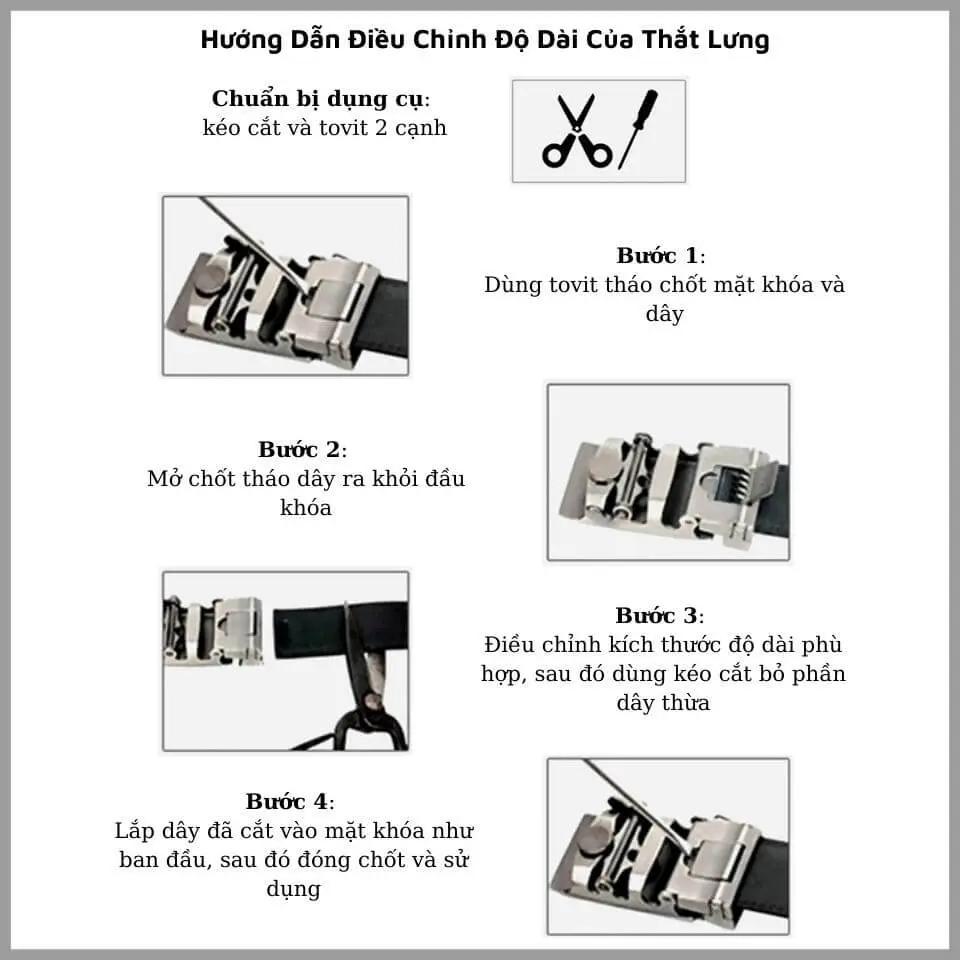 Hướng Dẫn Điều Chỉnh Độ Dài Của Thắt Lưng
Chuẩn bị dụng cụ:
kéo cắt và tovit 2 cạnh
Bước 1:
Dùng tovit tháo chốt mặt khóa và
dây
Bước 2:
Mở chốt tháo dây ra khỏi đầu
khóa
Bước 3:
Điều chỉnh kích thước độ dài phù
hợp, sau đó dùng kéo cắt bỏ phần
dây thừa
Bước 4:
Lắp dây đã cắt vào mặt khóa như
ban đầu, sau đó đóng chốt và sử
dụng